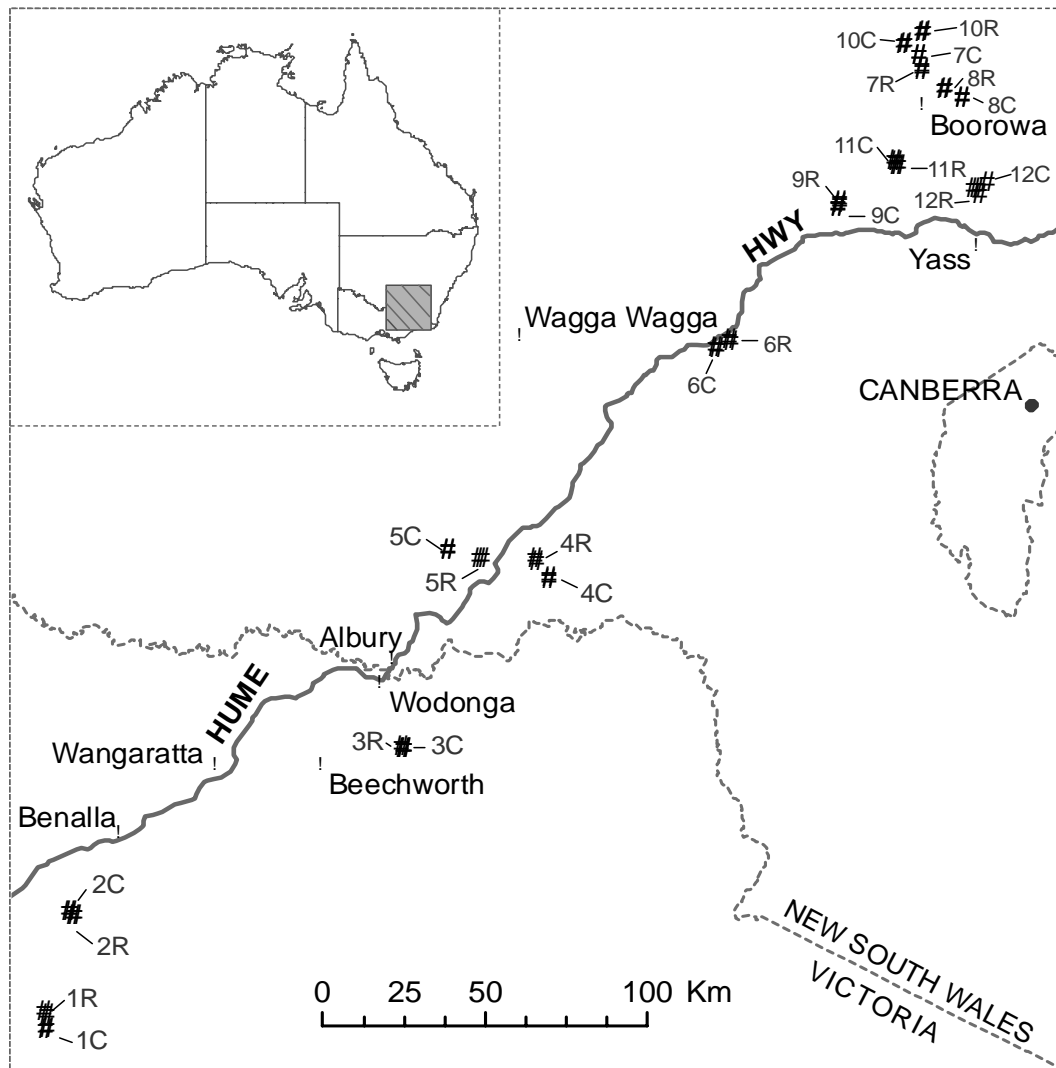 10R
10C
7C
7R
8R
8C
Boorowa
11C
11R
12C
9R
12R
9C
HWY
Yass
Wagga Wagga
6R
6C
CANBERRA
5C
4R
5R
4C
Albury
HUME
Wodonga
3R
3C
Wangaratta
Beechworth
Benalla
2C
2R
NEW SOUTH WALES
VICTORIA
0 25 50 100 Km
1R
1C